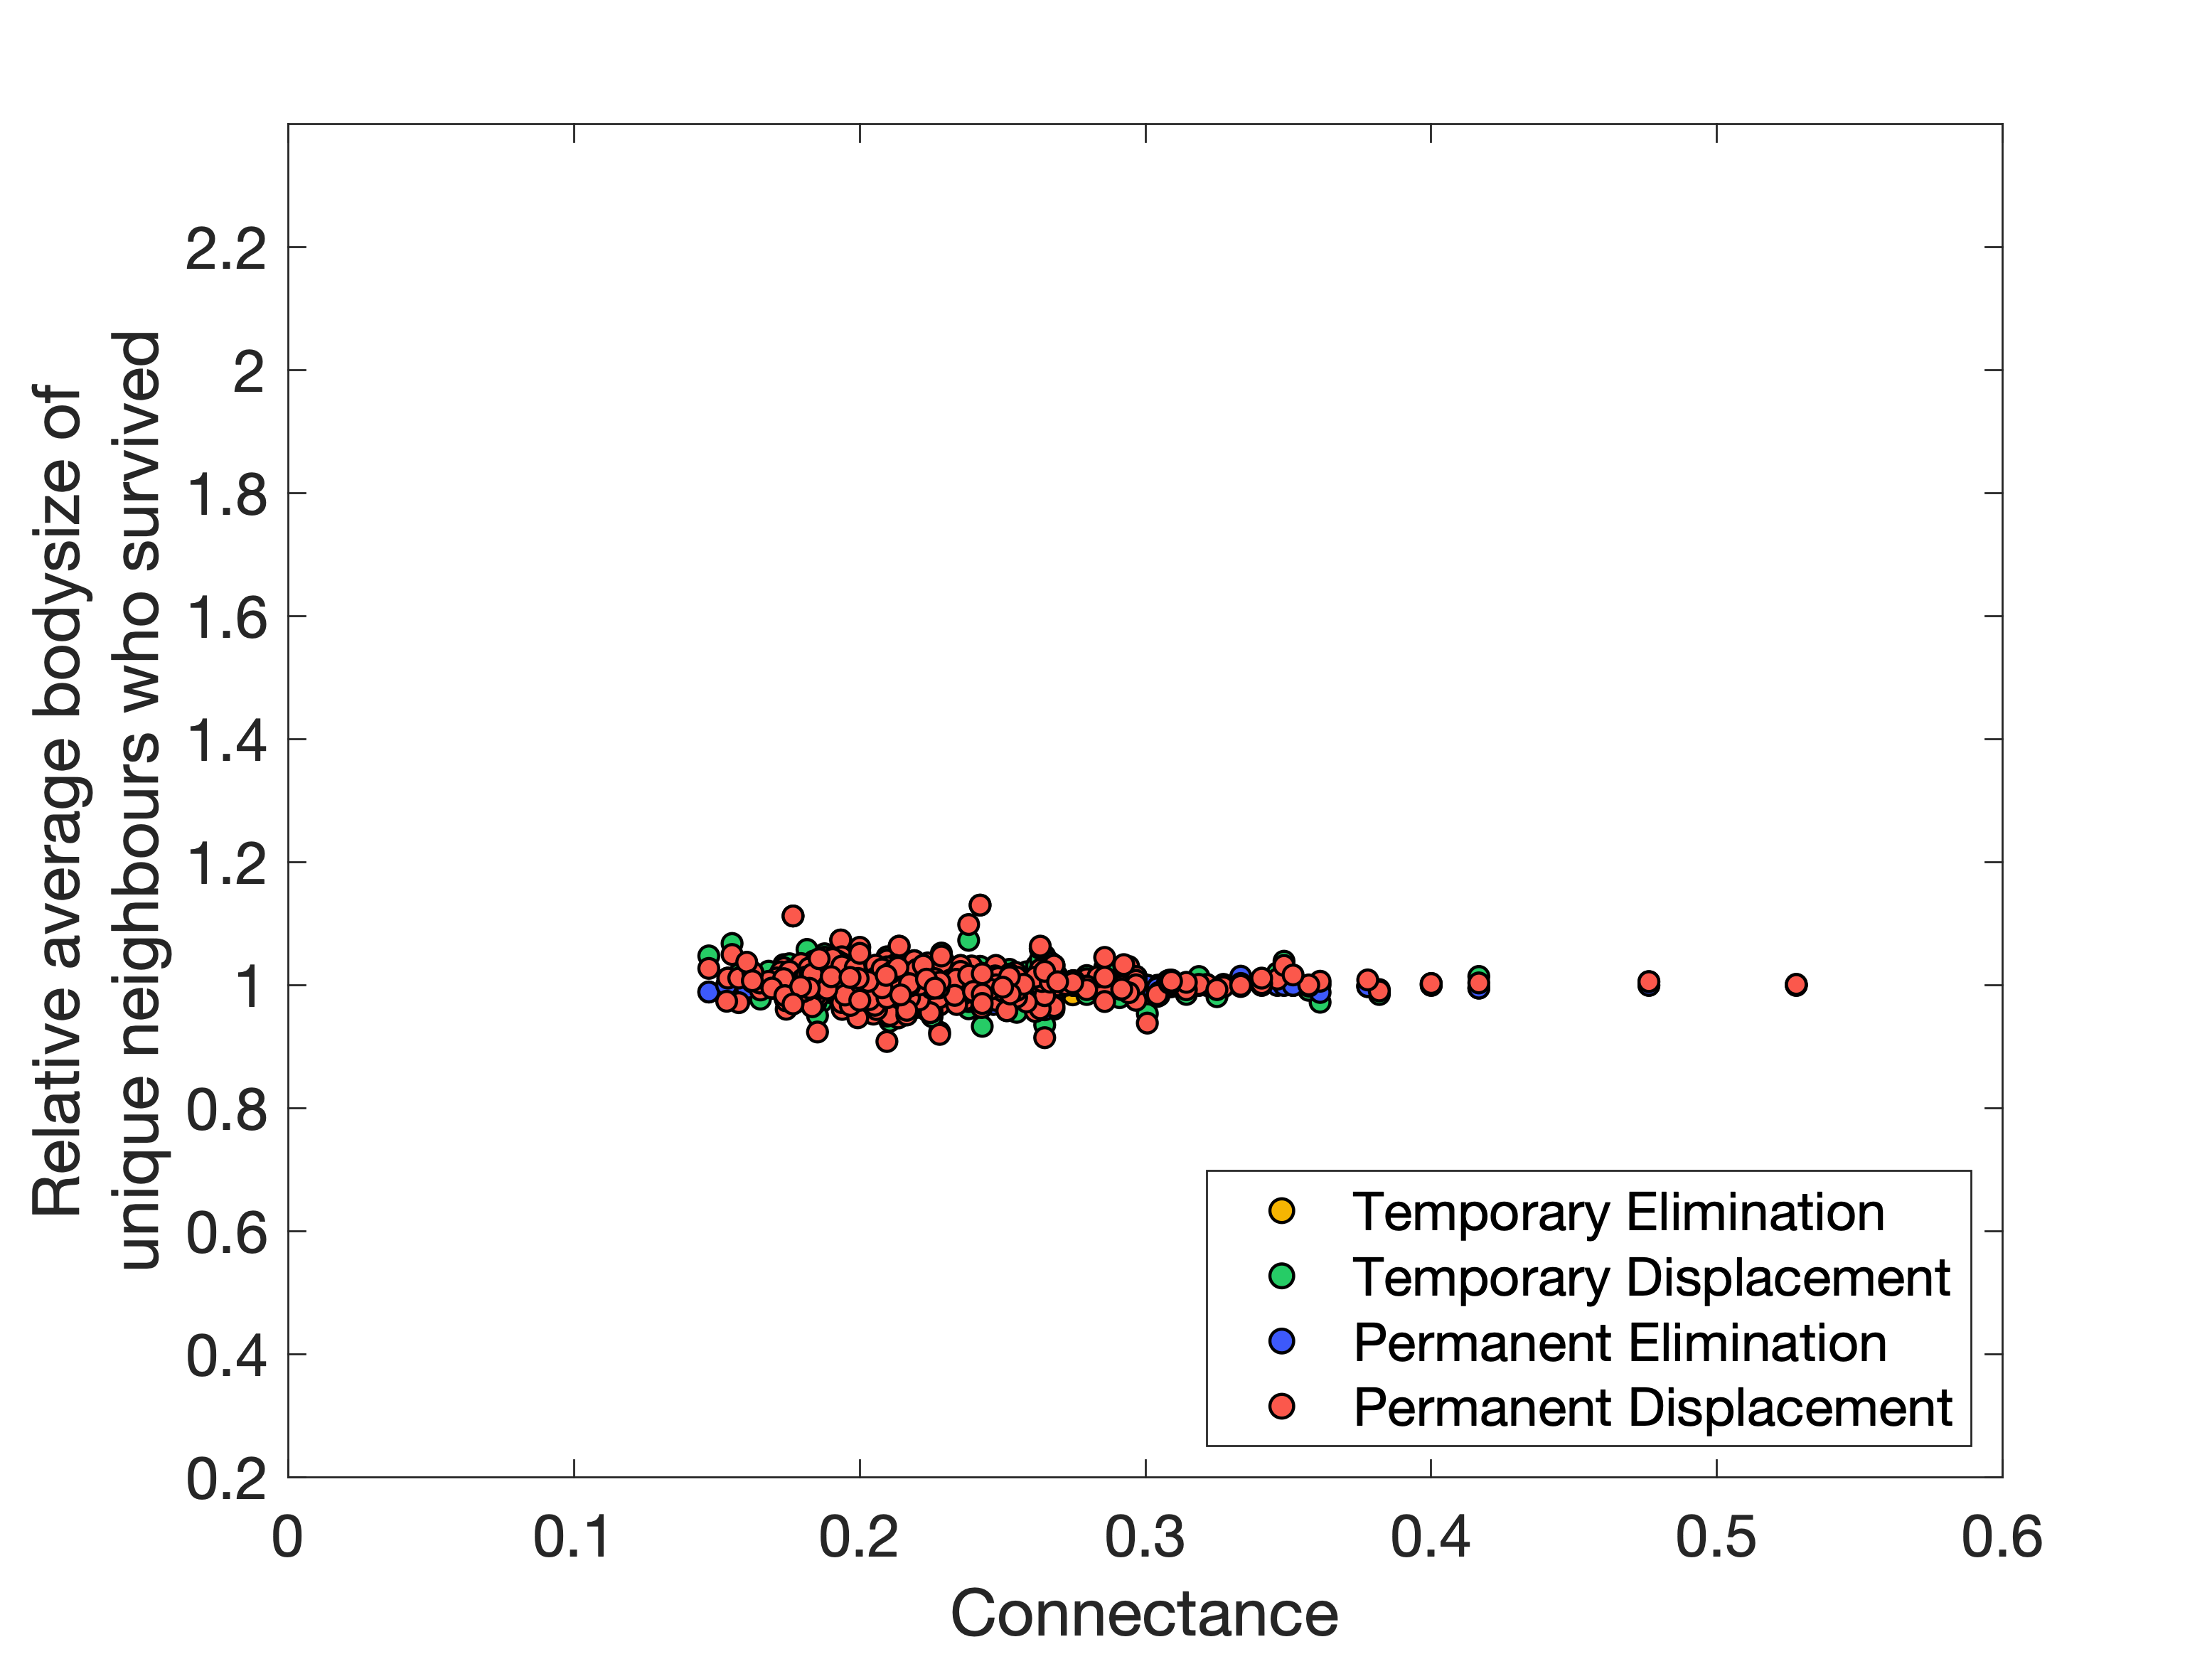 Relative average bodysize of
unique neighbours who survived
2.2
2
1.8
1.6
1.4
1.2
1
0.8
0.6
0.4
0.2
0 0.1 0.2 0.3 0.4 0.5 0.6
Connectance
Temporary Elimination
Temporary Displacement
Permanent Elimination
Permanent Displacement